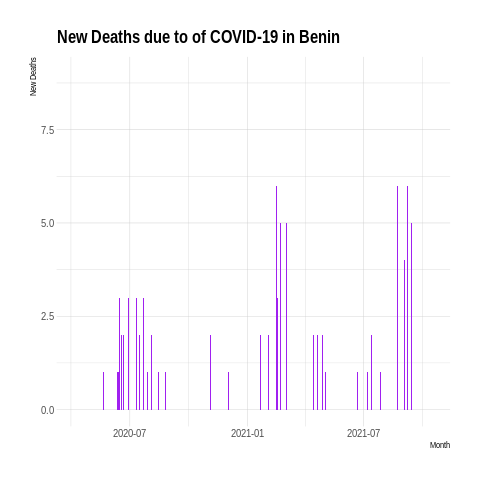 New Deaths due to of COVID-19 in Benin
New Deaths
7.5
5.0
2.5
0.0
2020-07
2021-01
2021-07
Month